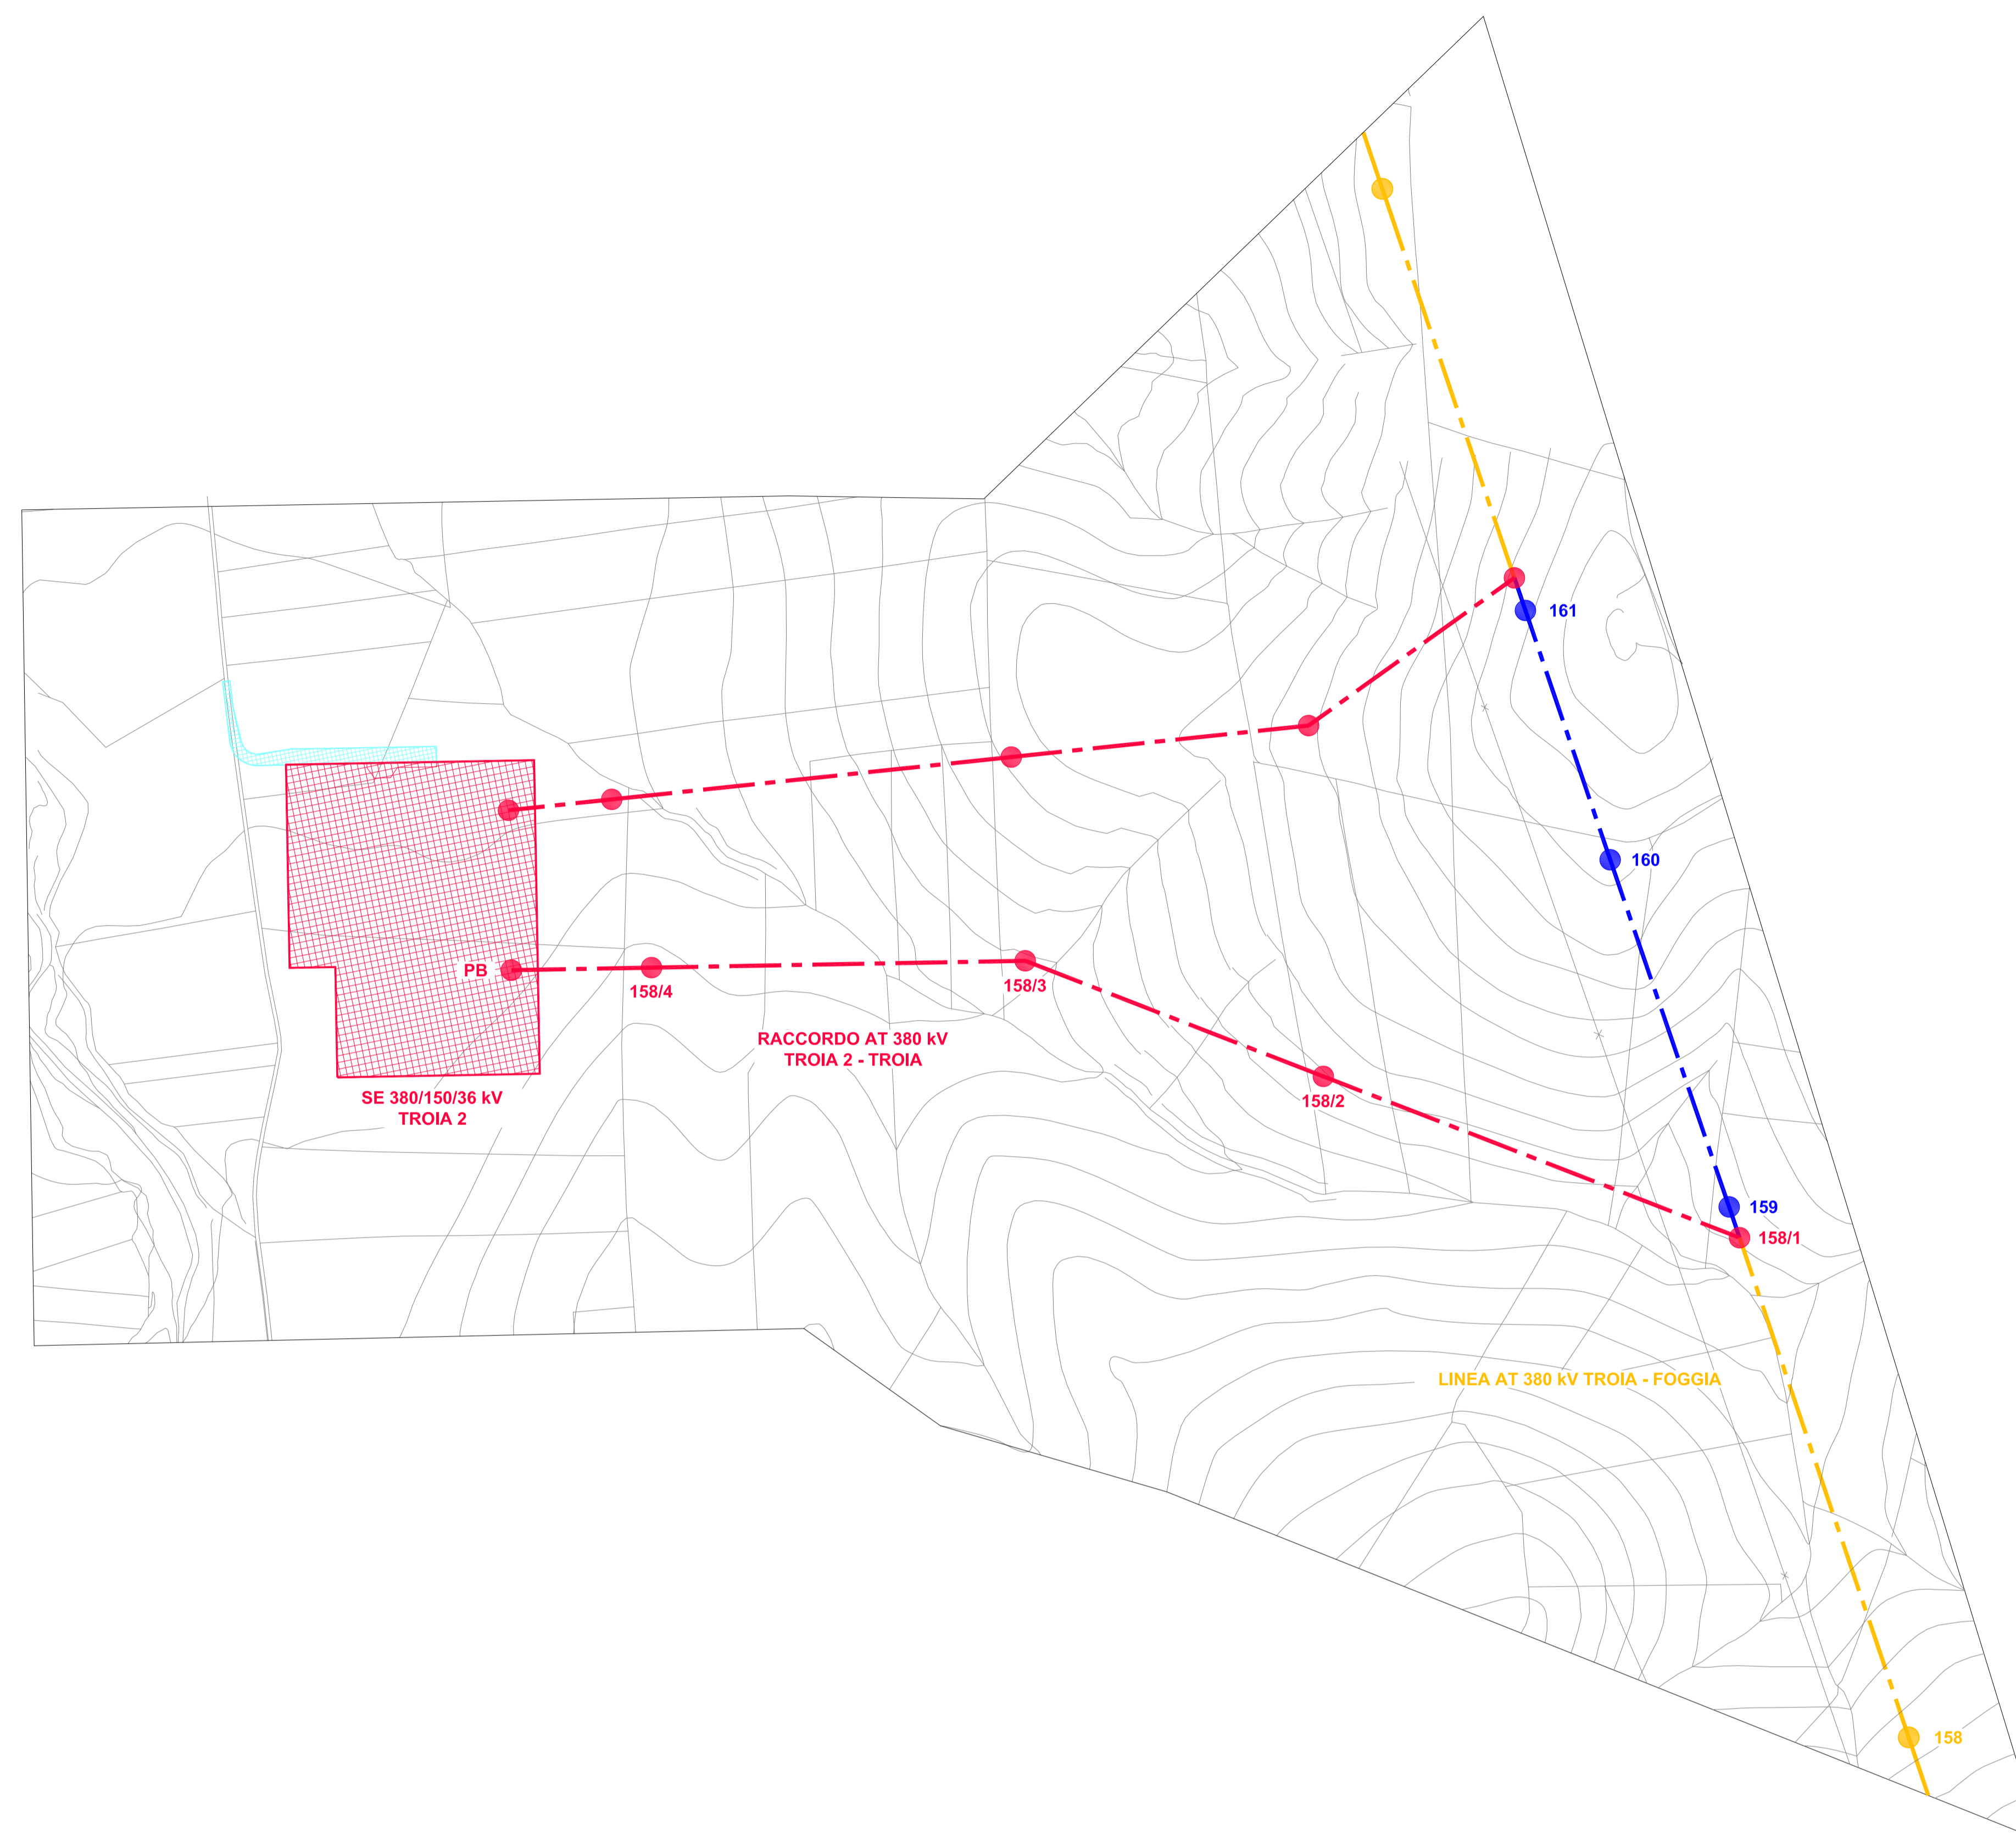 161
160
PB
158/4
158/3
RACCORDO AT 380 kV
TROIA 2 - TROIA
SE 380/150/36 kV
TROIA 2
158/2
159
158/1
LINEA AT 380 kV TROIA - FOGGIA
158